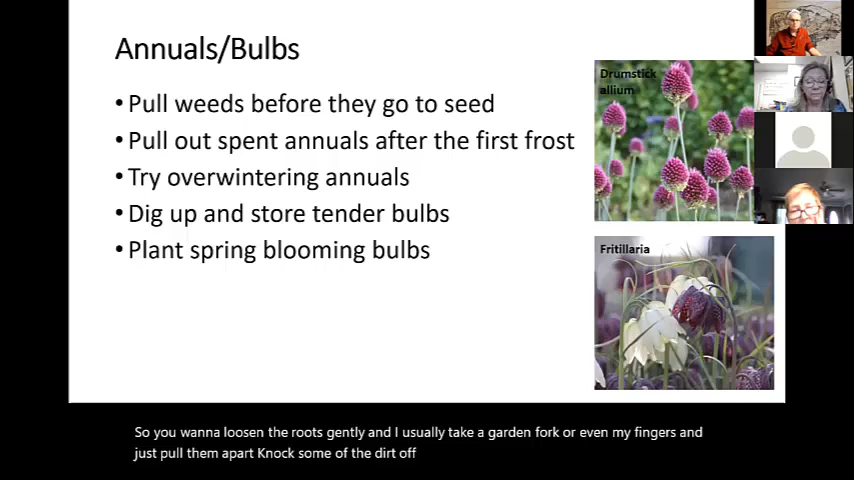 Annuals/Bulbs
• Pull weeds before they go to seed
• Pull out spent annuals after the first frost
• Try overwintering annuals
• Dig up and store tender bulbs
• Plant spring blooming bulbs
Drumstick
allium
Fritillaria
So you wanna loosen the roots gently and I usually take a garden fork or even my fingers and
just pull them apart Knock some of the dirt off